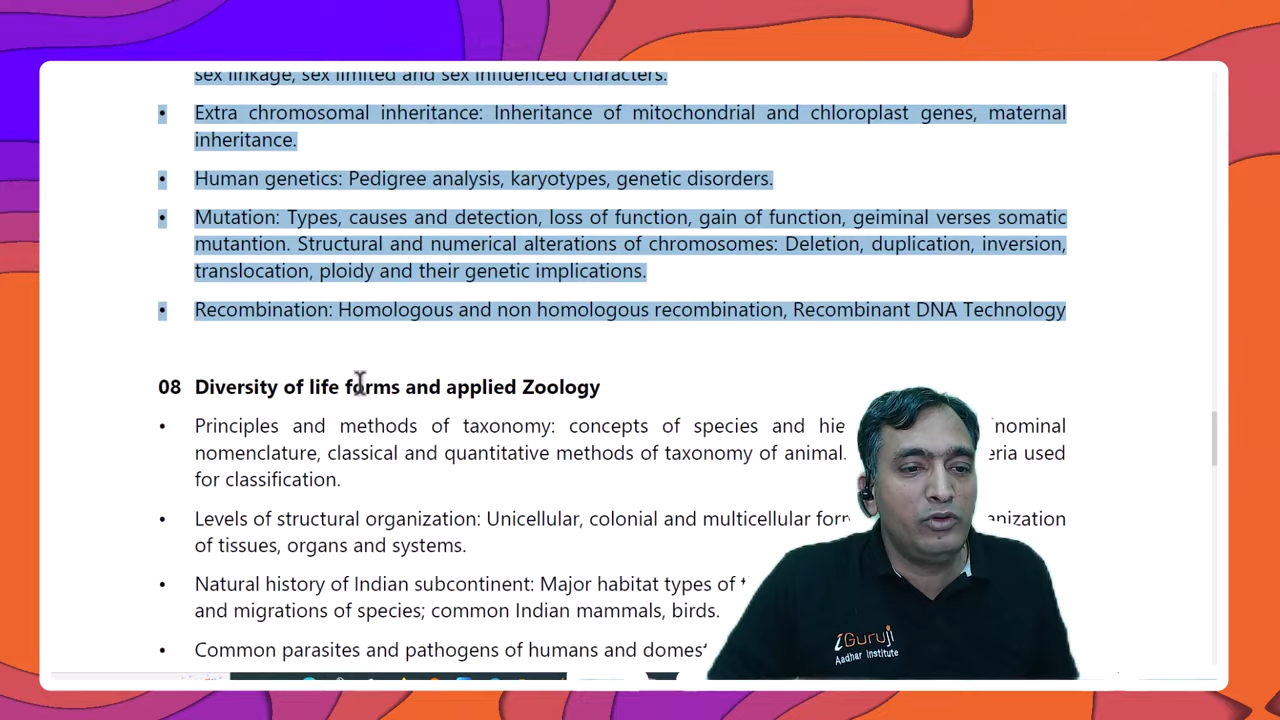 sex linkage, sex limited and sex influenced characters.
• Extra chromosomal inheritance: Inheritance of mitochondrial and chloroplast genes, maternal
inheritance.
• Human genetics: Pedigree analysis, karyotypes, genetic disorders.
• Mutation: Types, causes and detection, loss of function, gain of function, geiminal verses somatic
mutantion. Structural and numerical alterations of chromosomes: Deletion, duplication, inversion,
translocation, ploidy and their genetic implications.
• Recombination: Homologous and non homologous recombination, Recombinant DNA Technology
08 Diversity of life forms and applied Zoology
• Principles and methods of taxonomy: concepts of species and hie nominal
nomenclature, classical and quantitative methods of taxonomy of animal. eria used
for classification.
• Levels of structural organization: Unicellular, colonial and multicellular forr anization
of tissues, organs and systems.
• Natural history of Indian subcontinent: Major habitat types of
and migrations of species; common Indian mammals, birds.
• Common parasites and pathogens of humans and domest
iGuruji
Aadhar Institute